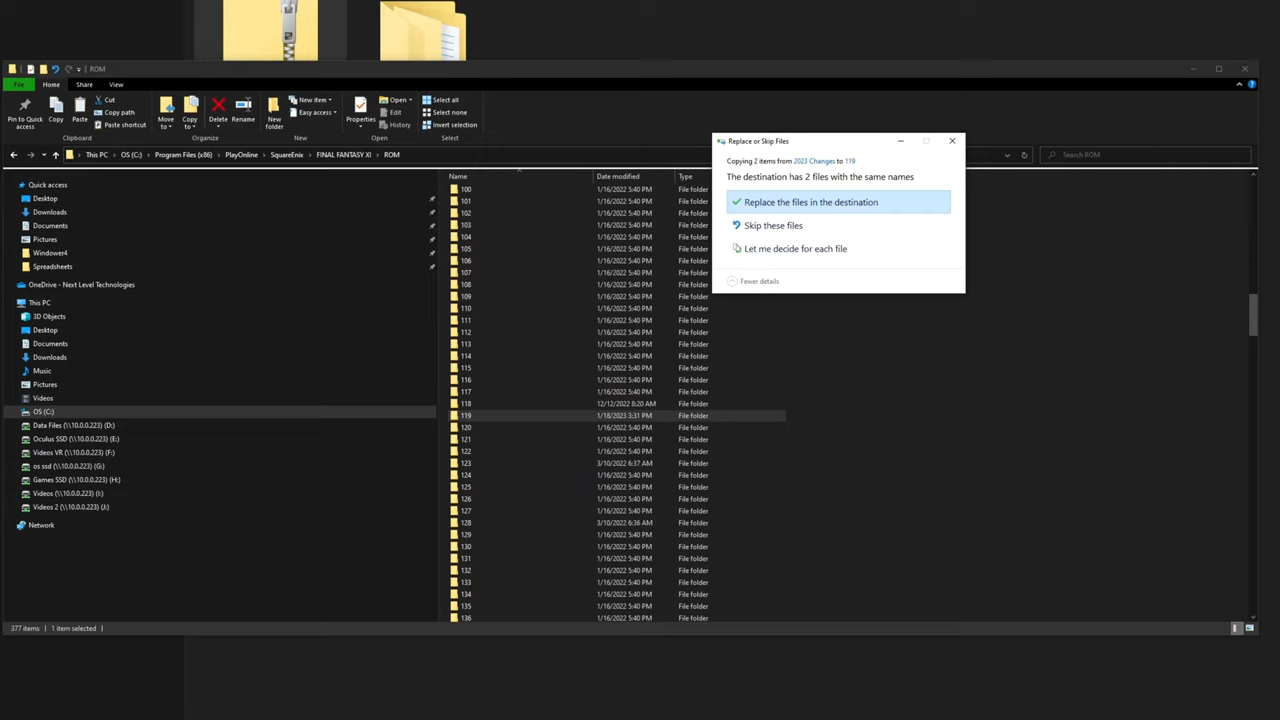 ROM
File Home Share View
Pin to Quick access
Copy
Paste
Cut
Copy path
Paste shortcut
Clipboard
Move to
Copy to
Delete
Rename
Organize
New folder
New item
Easy access
New
Properties
Open
Edit
History
Open
Select all
Select none
Invert selection
Select
This PC > OS (C:) > Program Files (x86) > PlayOnline > SquareEnix > FINAL FANTASY XI > ROM
Search ROM
Quick access
Desktop
Downloads
Documents
Pictures
Windower4
Spreadsheets
OneDrive - Next Level Technologies
This PC
3D Objects
Desktop
Documents
Downloads
Music
Pictures
Videos
OS (C:)
Data Files (\\10.0.0.223) (D:)
Oculus SSD (\\10.0.0.223) (E:)
Videos VR (\\10.0.0.223) (F:)
os ssd (\\10.0.0.223) (G:)
Games SSD (\\10.0.0.223) (H:)
Videos (\\10.0.0.223) (I:)
Videos 2 (\\10.0.0.223) (J:)
Network
Name Date modified Type
100 1/16/2022 5:40 PM File folder
101 1/16/2022 5:40 PM File folder
102 1/16/2022 5:40 PM File folder
103 1/16/2022 5:40 PM File folder
104 1/16/2022 5:40 PM File folder
105 1/16/2022 5:40 PM File folder
106 1/16/2022 5:40 PM File folder
107 1/16/2022 5:40 PM File folder
108 1/16/2022 5:40 PM File folder
109 1/16/2022 5:40 PM File folder
110 1/16/2022 5:40 PM File folder
111 1/16/2022 5:40 PM File folder
112 1/16/2022 5:40 PM File folder
113 1/16/2022 5:40 PM File folder
114 1/16/2022 5:40 PM File folder
115 1/16/2022 5:40 PM File folder
116 1/16/2022 5:40 PM File folder
117 1/16/2022 5:40 PM File folder
118 12/12/2022 8:20 AM File folder
119 1/18/2023 3:31 PM File folder
120 1/16/2022 5:40 PM File folder
121 1/16/2022 5:40 PM File folder
122 1/16/2022 5:40 PM File folder
123 3/10/2022 6:37 AM File folder
124 1/16/2022 5:40 PM File folder
125 1/16/2022 5:40 PM File folder
126 1/16/2022 5:40 PM File folder
127 1/16/2022 5:40 PM File folder
128 3/10/2022 6:36 AM File folder
129 1/16/2022 5:40 PM File folder
130 1/16/2022 5:40 PM File folder
131 1/16/2022 5:40 PM File folder
132 1/16/2022 5:40 PM File folder
133 1/16/2022 5:40 PM File folder
134 1/16/2022 5:40 PM File folder
135 1/16/2022 5:40 PM File folder
136 1/16/2022 5:40 PM File folder
Replace or Skip Files
Copying 2 items from 2023 Changes to 119
The destination has 2 files with the same names
Replace the files in the destination
Skip these files
Let me decide for each file
Fewer details
377 items 1 item selected